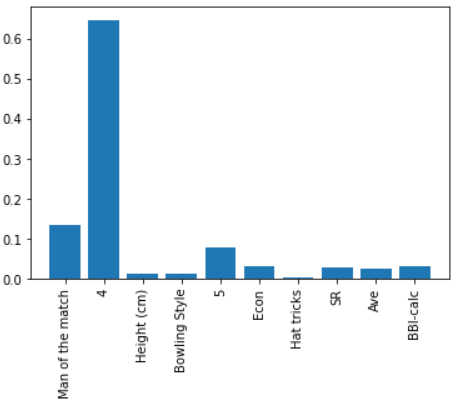 0.6
0.5
0.4
0.3
0.2
0.1
0.0
Man of the match
4
Height (cm)
Bowling Style
5
Econ
Hat tricks
SR
Ave
BBI-calc